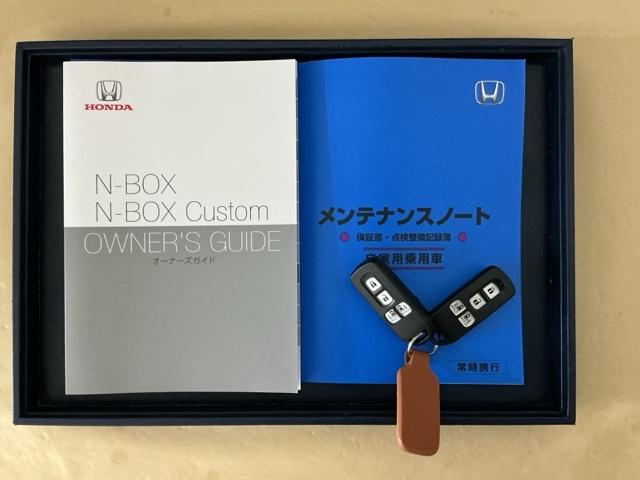 HONDA
N-BOX
N-BOX Custom
OWNER'S GUIDE
オーナーズガイド
メンテナンスノート
保証書・点検整備記録簿
自家用乗用車
常時携行